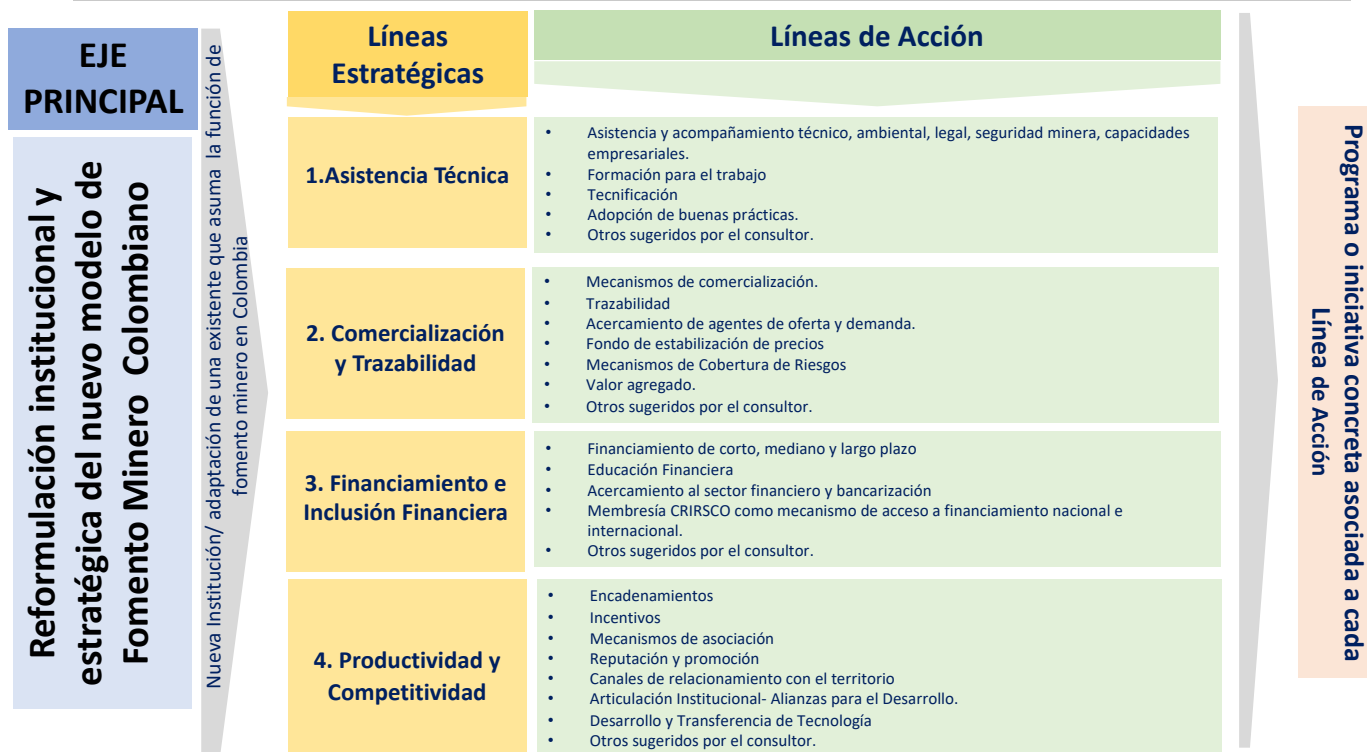 EJE
PRINCIPAL
Reformulación institucional y
estratégica del nuevo modelo de
Fomento Minero Colombiano
Nueva Institución/ adaptación de una existente que asuma la función de
fomento minero en Colombia
Líneas
Estratégicas
Líneas de Acción
1.Asistencia Técnica
• Asistencia y acompañamiento técnico, ambiental, legal, seguridad minera, capacidades
empresariales.
• Formación para el trabajo
• Tecnificación
• Adopción de buenas prácticas.
• Otros sugeridos por el consultor.
2. Comercialización
y Trazabilidad
• Mecanismos de comercialización.
• Trazabilidad
• Acercamiento de agentes de oferta y demanda.
• Fondo de estabilización de precios
• Mecanismos de Cobertura de Riesgos
• Valor agregado.
• Otros sugeridos por el consultor.
3. Financiamiento e
Inclusión Financiera
• Financiamiento de corto, mediano y largo plazo
• Educación Financiera
• Acercamiento al sector financiero y bancarización
• Membresía CRIRSCO como mecanismo de acceso a financiamiento nacional e
internacional.
• Otros sugeridos por el consultor.
4. Productividad y
Competitividad
• Encadenamientos
• Incentivos
• Mecanismos de asociación
• Reputación y promoción
• Canales de relacionamiento con el territorio
• Articulación Institucional- Alianzas para el Desarrollo.
• Desarrollo y Transferencia de Tecnología
• Otros sugeridos por el consultor.
Programa o iniciativa concreta asociada a cada
Línea de Acción